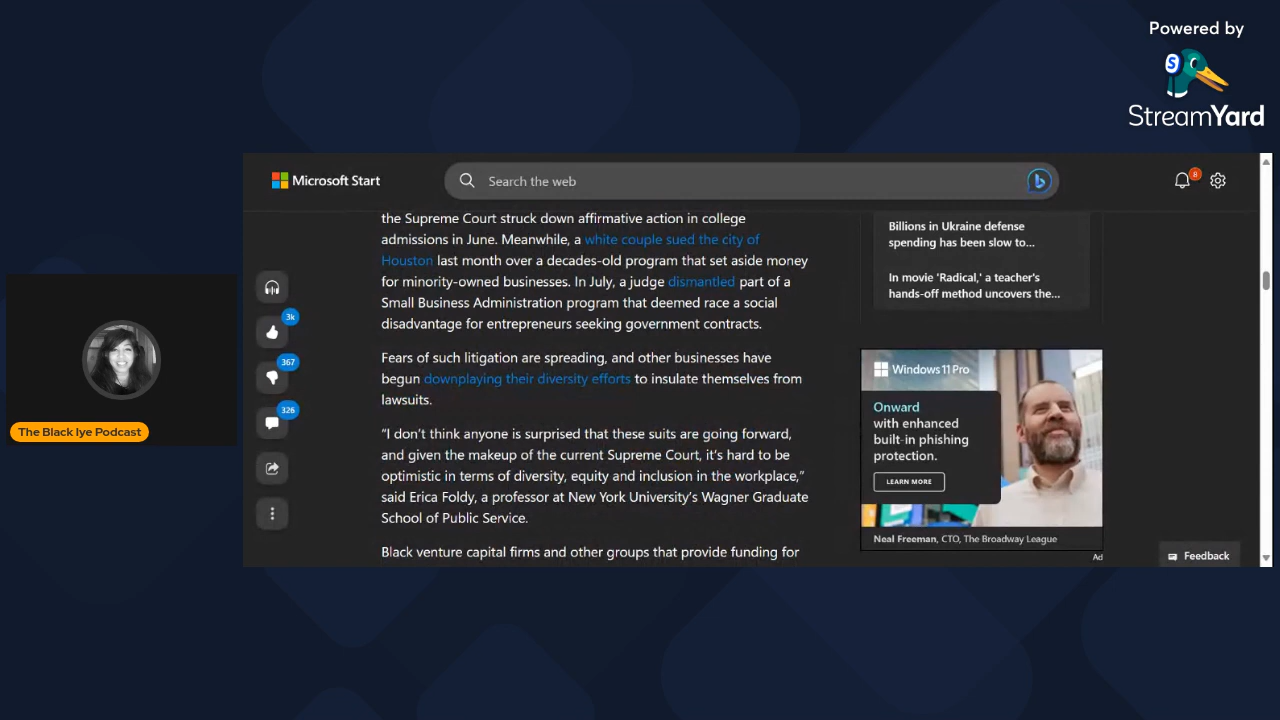 Powered by
StreamYard
Microsoft Start
Search the web
8
the Supreme Court struck down affirmative action in college
admissions in June. Meanwhile, a white couple sued the city of
Houston last month over a decades-old program that set aside money
for minority-owned businesses. In July, a judge dismantled part of a
Small Business Administration program that deemed race a social
disadvantage for entrepreneurs seeking government contracts.
Fears of such litigation are spreading, and other businesses have
begun downplaying their diversity efforts to insulate themselves from
lawsuits.
“I don’t think anyone is surprised that these suits are going forward,
and given the makeup of the current Supreme Court, it’s hard to be
optimistic in terms of diversity, equity and inclusion in the workplace,”
said Erica Foldy, a professor at New York University’s Wagner Graduate
School of Public Service.
Black venture capital firms and other groups that provide funding for
3k
367
326
Billions in Ukraine defense
spending has been slow to...
In movie 'Radical,' a teacher's
hands-off method uncovers the...
Windows 11 Pro
Onward
with enhanced
built-in phishing
protection.
LEARN MORE
Neal Freeman, CTO, The Broadway League
Ad
Feedback
The Black Iye Podcast